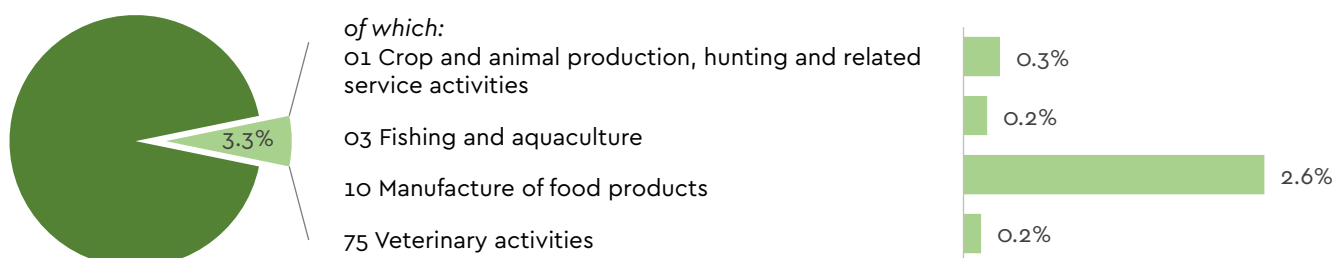 of which:
01 Crop and animal production, hunting and related
service activities
0.3%
03 Fishing and aquaculture
0.2%
3.3%
10 Manufacture of food products
2.6%
75 Veterinary activities
0.2%